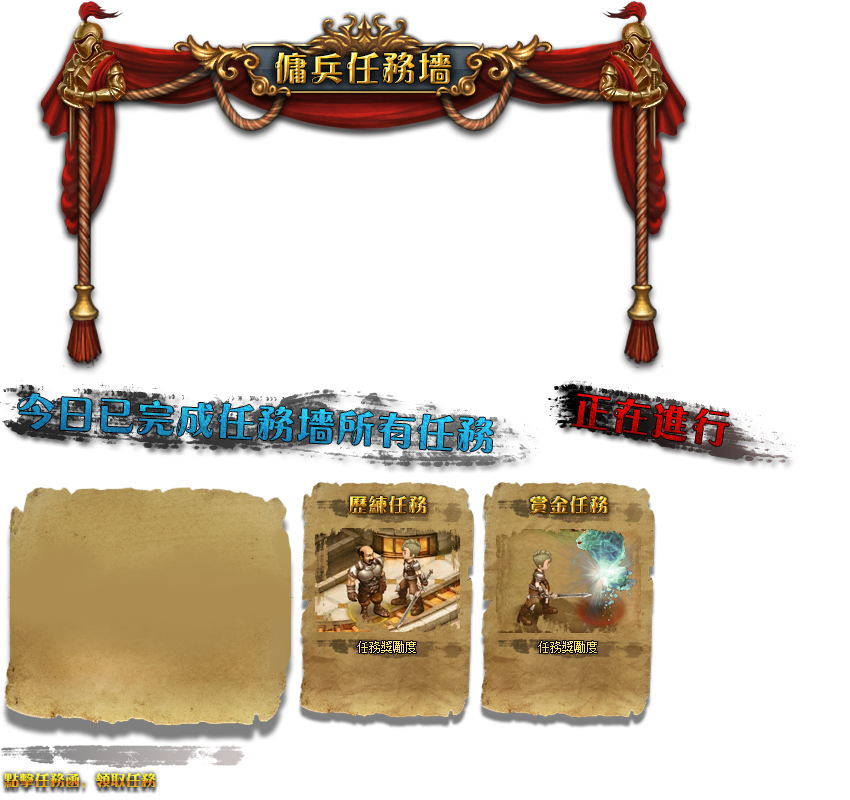 傭兵任務墻
今日已完成任務墻所有任務
正在進行
歷練任務
賞金任務
任務獎勵度
任務獎勵度
點擊任務函，領取任務